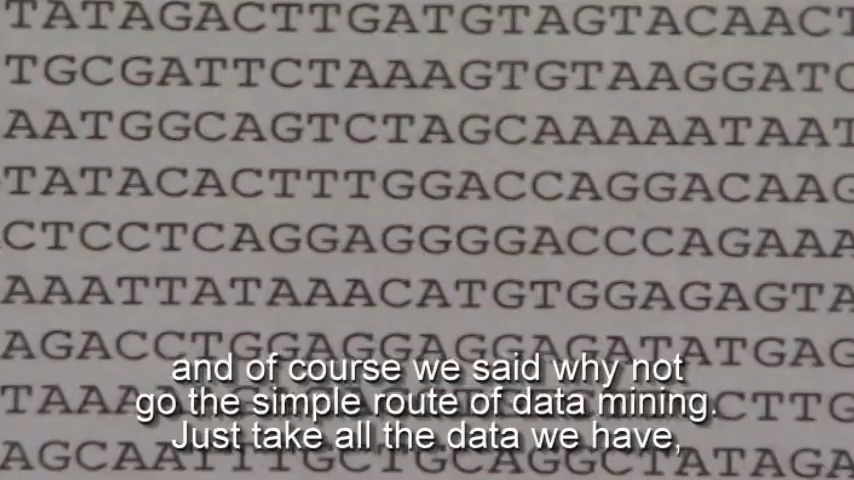 TATAGACTTGATGTAGTACAACT
TGCGATTCTAAAGTGTAAGGATC
AATGGCAGTCTAGCAAAAATAAT
TATACACTTTGGACCAGGACAAG
CTCCTCAGGAGGGGACCCAGAAA
AAATTATAAACATGTGGAGAGTA
AGACCTGGAGGAGGAGATATGAG
and of course we said why not
go the simple route of data mining.
Just take all the data we have,